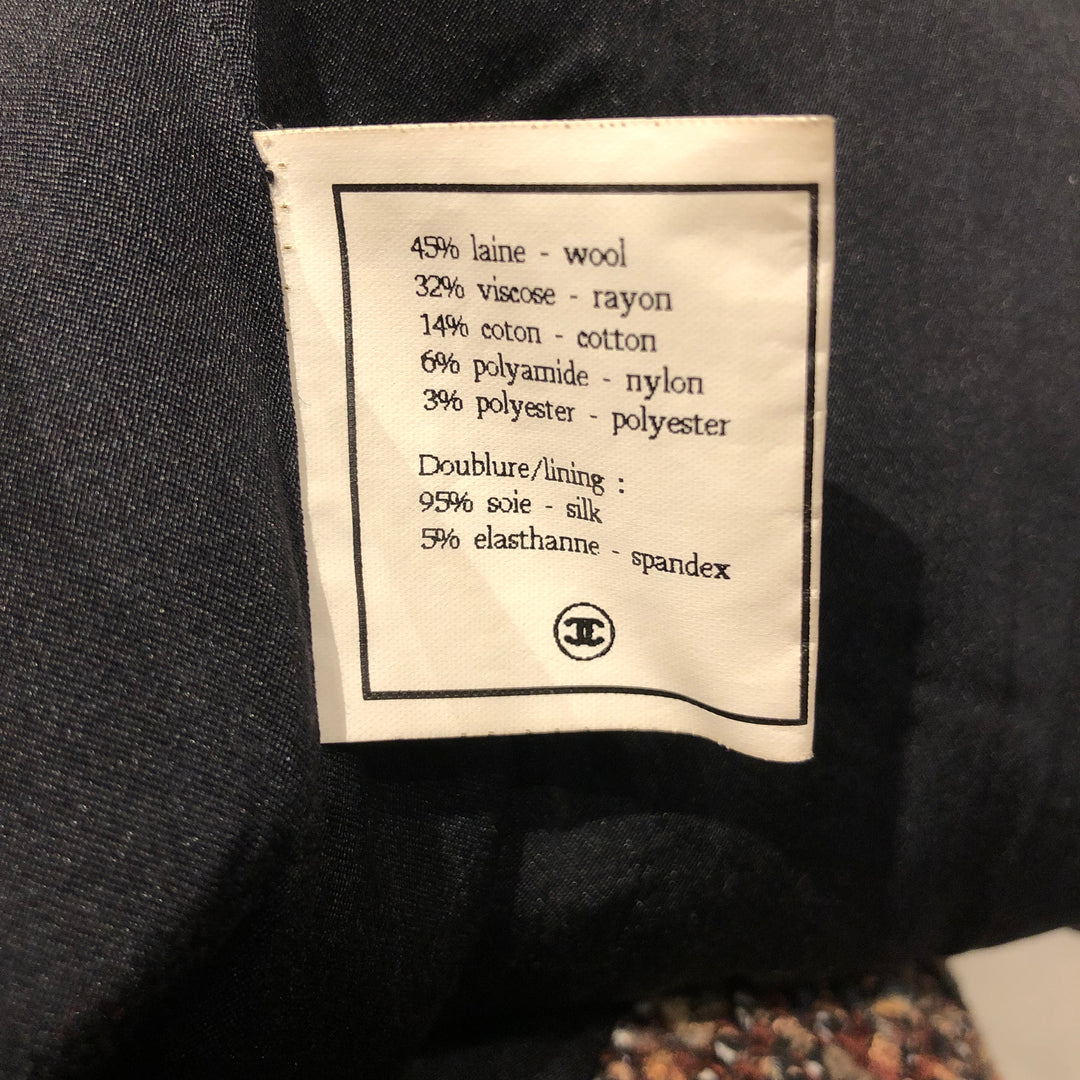 45% laine - wool
32% viscose - rayon
14% coton - cotton
6% polyamide - nylon
3% polyester - polyester
Doublure/lining :
95% soie - silk
5% elasthanne - spandex